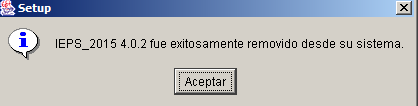 Setup
IEPS_2015 4.0.2 fue exitosamente removido desde su sistema.
Aceptar